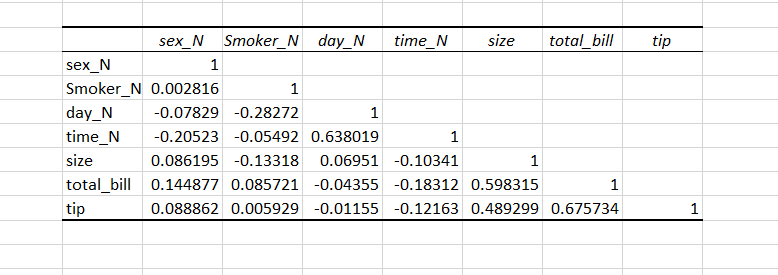 sex_N Smoker_N day_N time_N size total_bill tip
sex_N 1
Smoker_N 0.002816 1
day_N -0.07829 -0.28272 1
time_N -0.20523 -0.05492 0.638019 1
size 0.086195 -0.13318 0.06951 -0.10341 1
total_bill 0.144877 0.085721 -0.04355 -0.18312 0.598315 1
tip 0.088862 0.005929 -0.01155 -0.12163 0.489299 0.675734 1